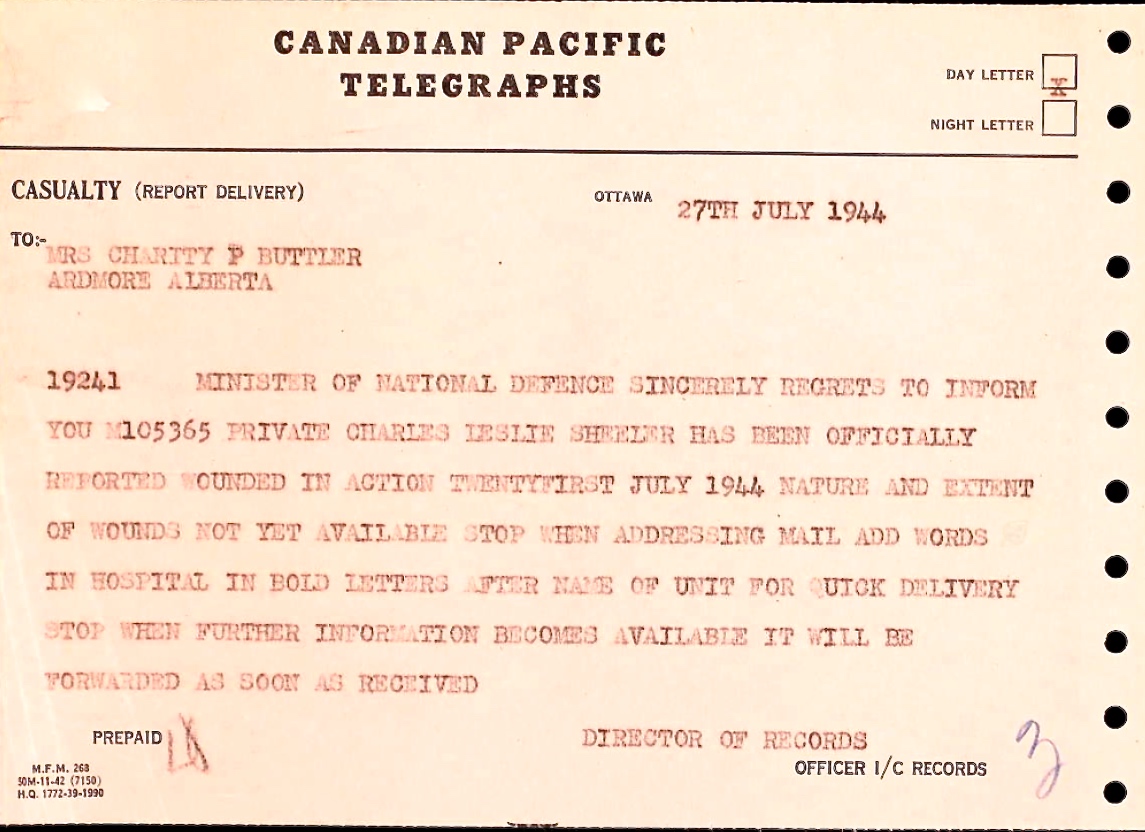 CANADIAN PACIFIC
TELEGRAPHS
DAY LETTER X
NIGHT LETTER
CASUALTY (REPORT DELIVERY)
OTTAWA 27TH JULY 1944
TO:- MRS CHARITY P BUTTLER
ARDMORE ALBERTA
19241 MINISTER OF NATIONAL DEFENCE SINCERELY REGRETS TO INFORM
YOU M105365 PRIVATE CHARLES LESLIE SHEELER HAS BEEN OFFICIALLY
REPORTED WOUNDED IN ACTION TWENTYFIRST JULY 1944 NATURE AND EXTENT
OF WOUNDS NOT YET AVAILABLE STOP WHEN ADDRESSING MAIL ADD WORDS
IN HOSPITAL IN BOLD LETTERS AFTER NAME OF UNIT FOR QUICK DELIVERY
STOP WHEN FURTHER INFORMATION BECOMES AVAILABLE IT WILL BE
FORWARDED AS SOON AS RECEIVED
PREPAID
DIRECTOR OF RECORDS
OFFICER I/C RECORDS
M.F.M. 268
50M-11-42 (7150)
H.Q. 1772-39-1990